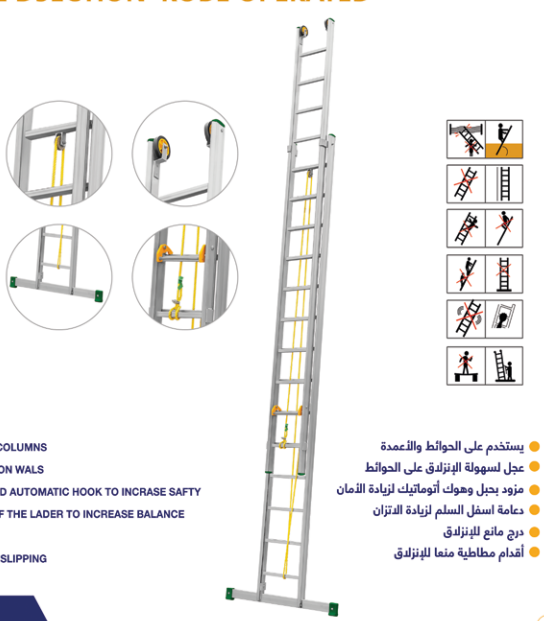 COLUMNS
ON WALS
AUTOMATIC HOOK TO INCRASE SAFTY
THE LADER TO INCREASE BALANCE
SLIPPING
يستخدم على الحوائط والأعمدة
عجل لسهولة الإنزلاق على الحوائط
مزود بحبل وهوك أتوماتيك لزيادة الأمان
دعامة اسفل السلم لزيادة الاتزان
درج مانع للإنزلاق
أقدام مطاطية منعا للإنزلاق